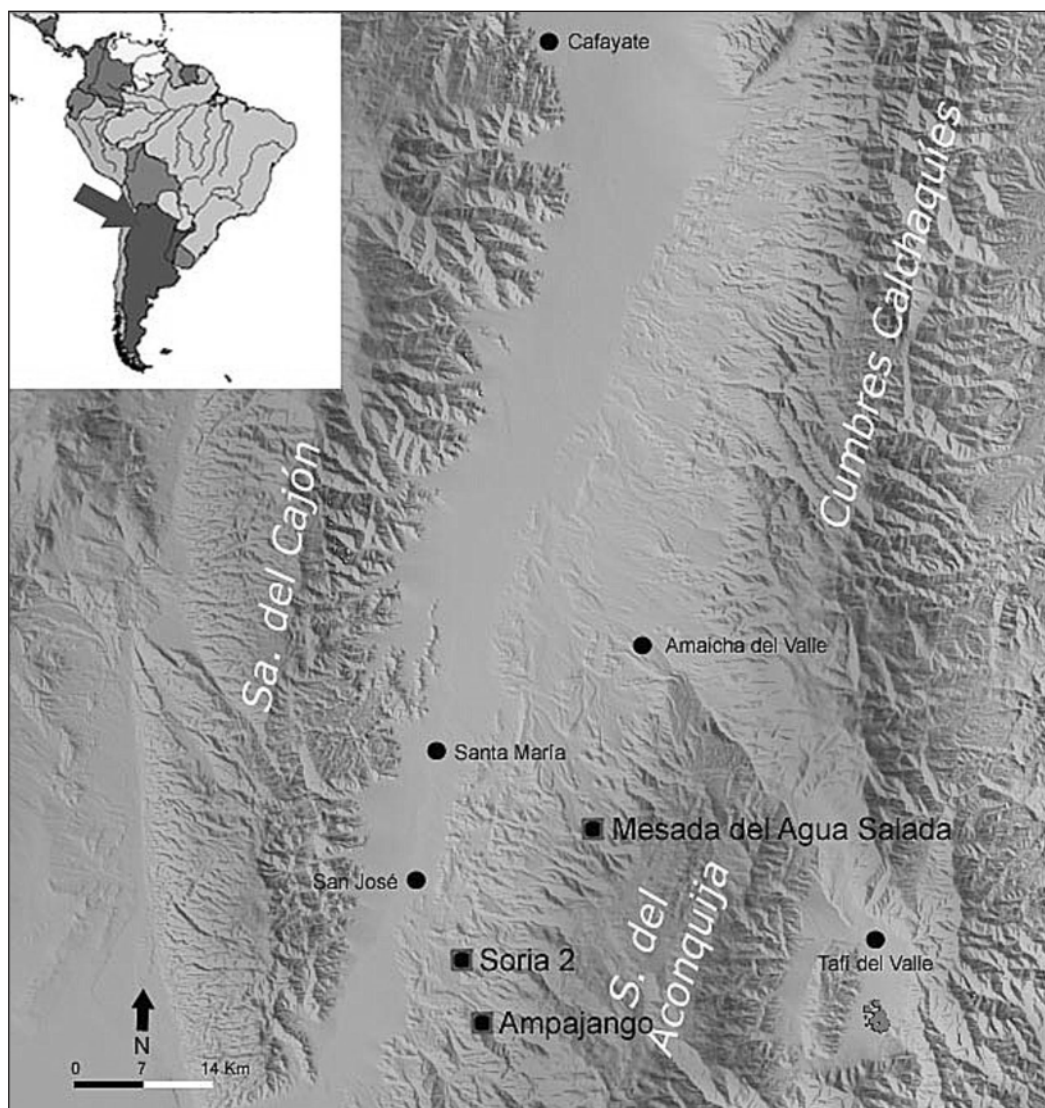 Cafayate
Cumbres Calchaquíes
Sa. del Cajón
Amaicha del Valle
Santa María
Mesada del Agua Salada
San José
S. del
Aconquija
Soria 2
Tafi del Valle
Ampajango
N
0 7 14 Km